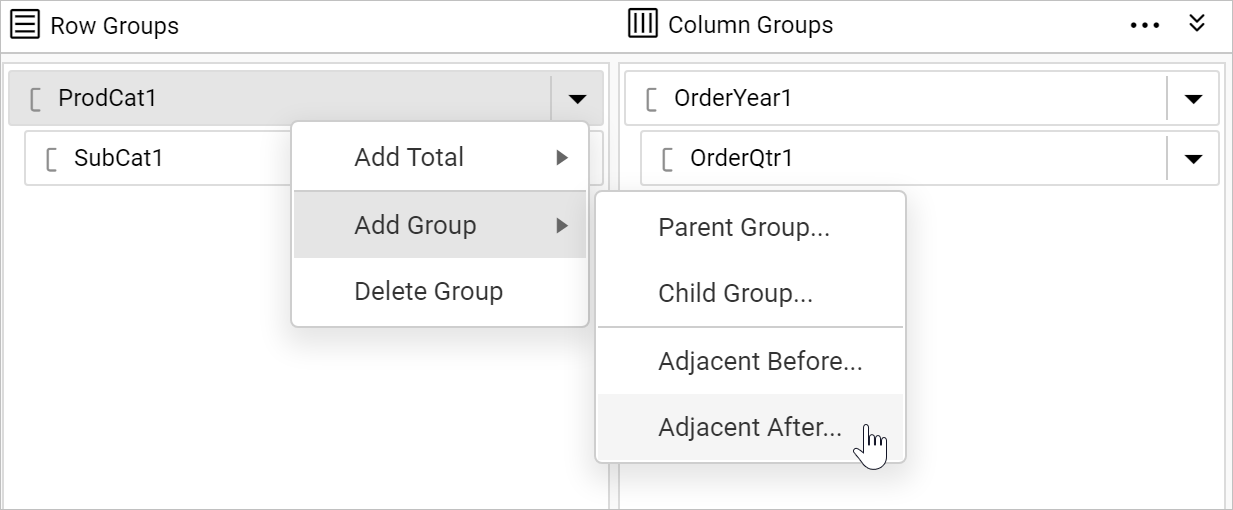 Row Groups
Column Groups
ProdCat1
OrderYear1
SubCat1
OrderQtr1
Add Total
Add Group
Delete Group
Parent Group...
Child Group...
Adjacent Before...
Adjacent After...